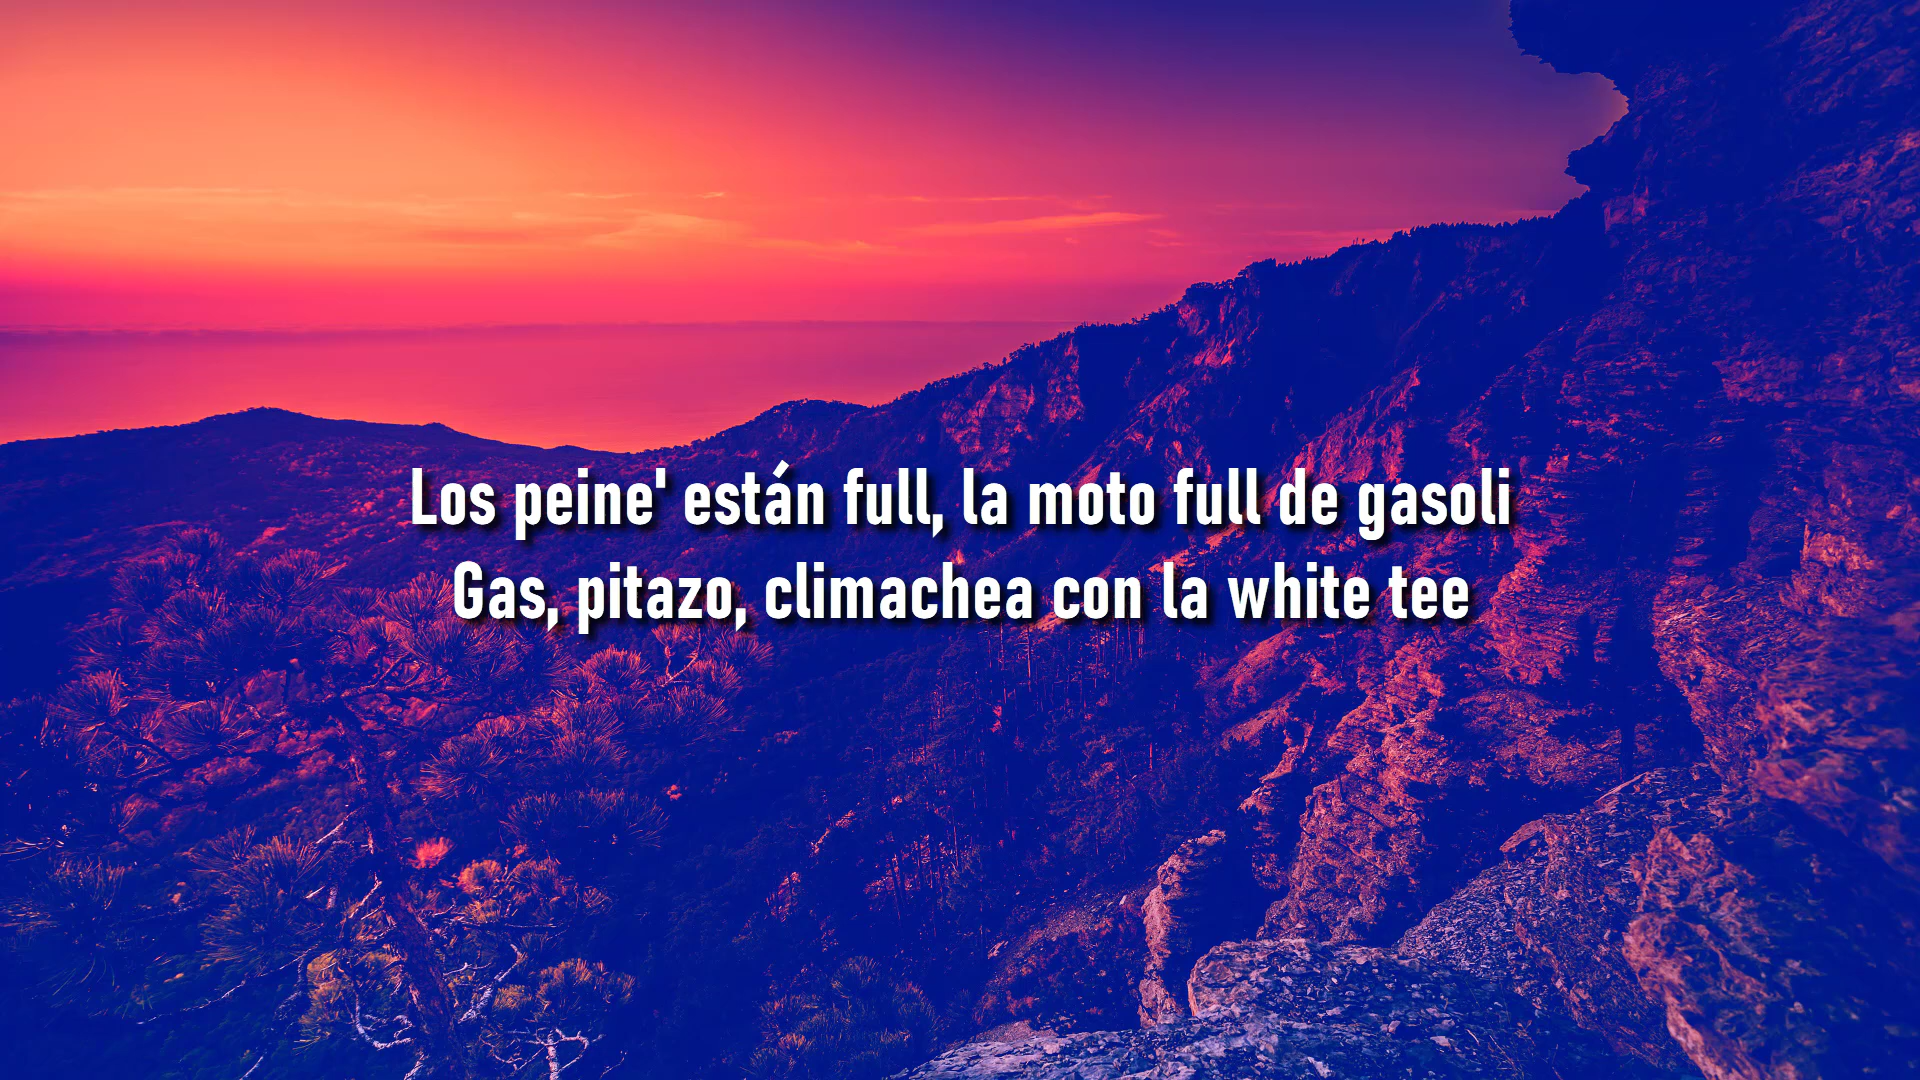 Los peine' están full, la moto full de gasoli
Gas, pitazo, climachea con la white tee